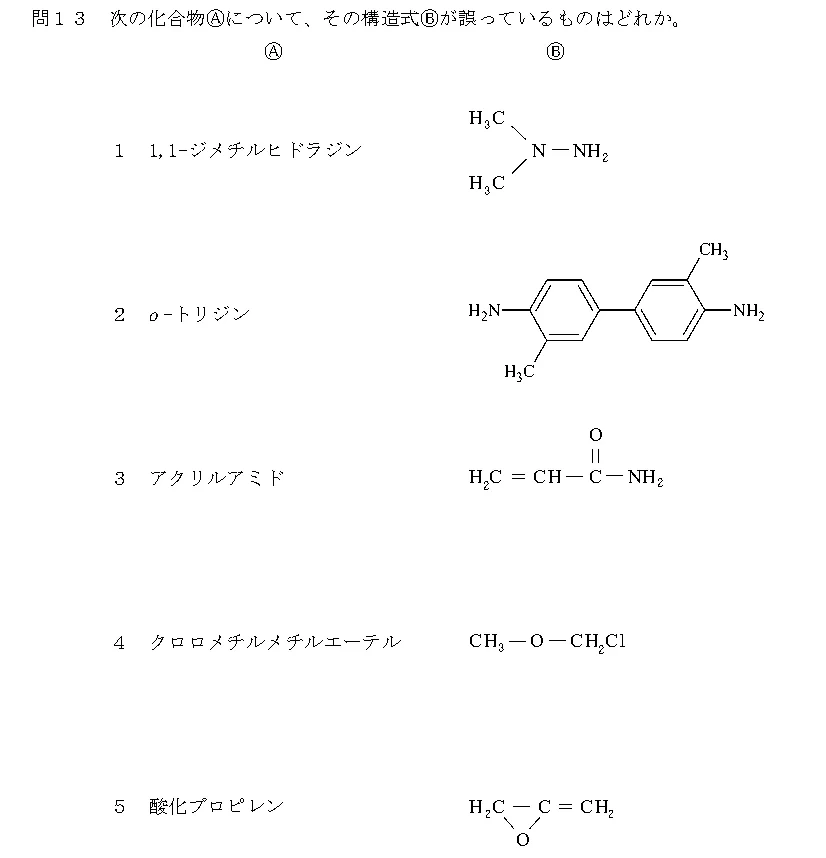 問１３　次の化合物Ⓐについて、その構造式Ⓑが誤っているものはどれか。
Ⓐ　Ⓑ
１　1,1-ジメチルヒドラジン
H₃C
N－NH₂
H₃C
２　o-トリジン
CH₃
H₂N
NH₂
H₃C
３　アクリルアミド
O
H₂C＝CH－C－NH₂
４　クロロメチルメチルエーテル　CH₃－O－CH₂Cl
５　酸化プロピレン　H₂C－C＝CH₂
O